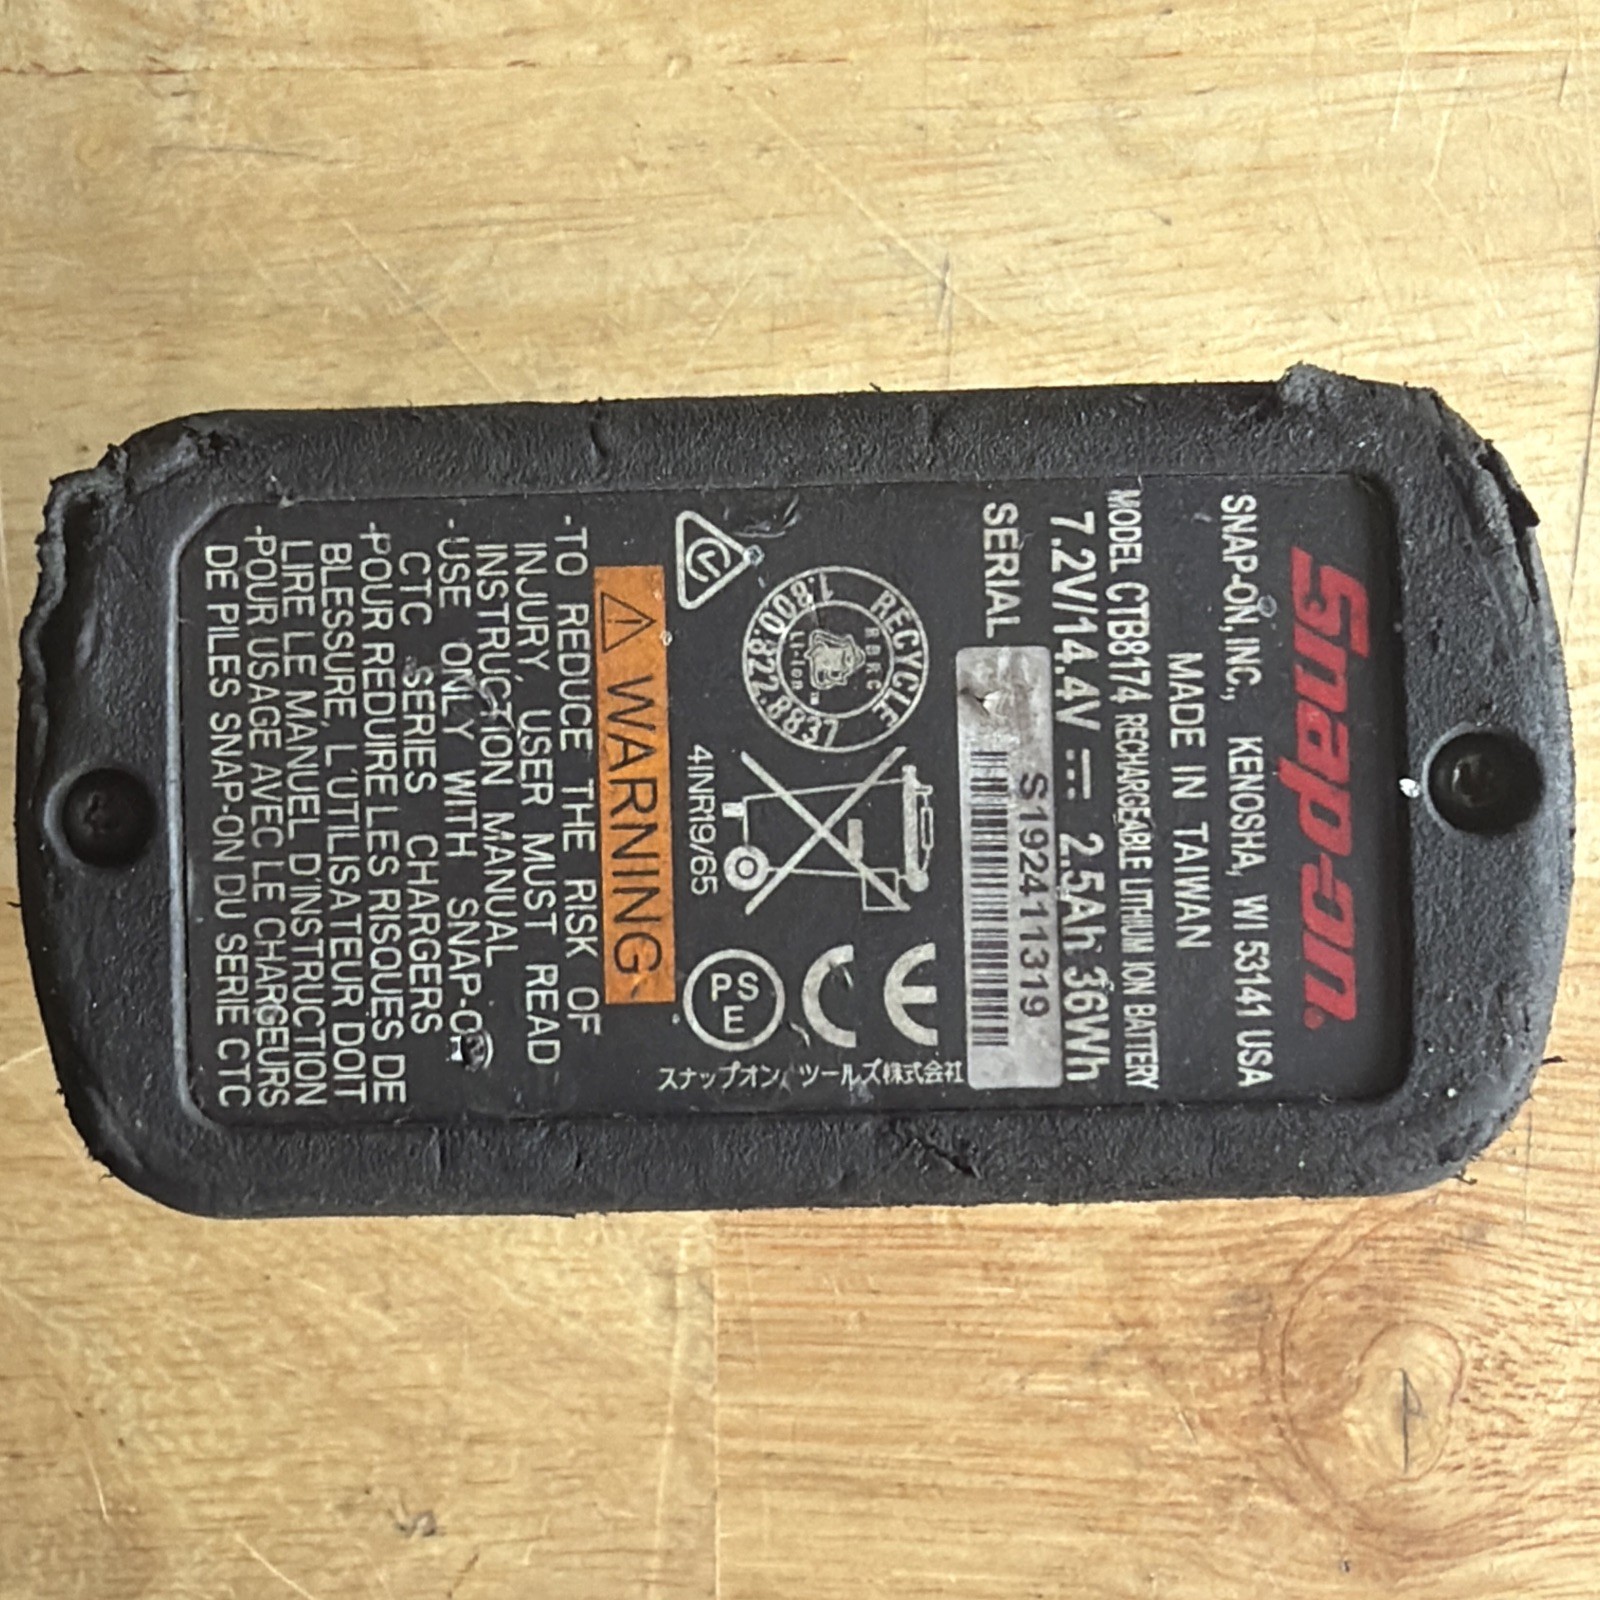 Snap-on
SNAP-ON, INC., KENOSHA, WI 53141 USA
MADE IN TAIWAN
MODEL CTB8174 RECHARGEABLE LITHIUM ION BATTERY
7.2V/14.4V 2.5Ah 36Wh
SERIAL
S192411319
RECYCLE
RBRC
Li-ion
1.800.822.8837
4INR19/65
CE
PSE
スナップオン ツールズ株式会社
WARNING
-TO REDUCE THE RISK OF
INJURY, USER MUST READ
INSTRUCTION MANUAL
-USE ONLY WITH SNAP-O
CTC SERIES CHARGERS
-POUR REDUIRE LES RISQUES DE
BLESSURE, L'UTILISATEUR DOIT
LIRE LE MANUEL D'INSTRUCTION
-POUR USAGE AVEC LE CHARGEURS
DE PILES SNAP-ON DU SERIE CTC